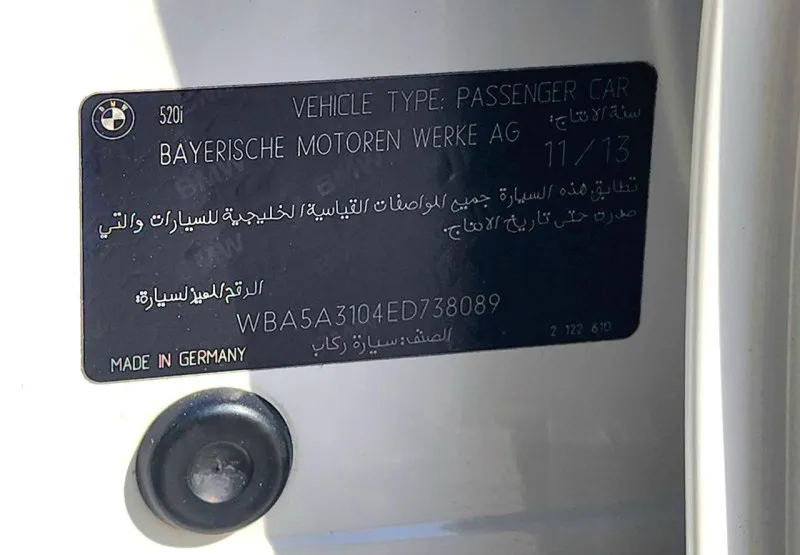 BMW 520i VEHICLE TYPE: PASSENGER CAR
سنة الانتاج:
BAYERISCHE MOTOREN WERKE AG 11/13
تطابق هذه السيارة جميع المواصفات القياسية الخليجية للسيارات والتي
صدرت حتى تاريخ الانتاج.
الرقم المميز للسيارة:
WBA5A3104ED738089
الصنف: سيارة ركاب 2 122 610
MADE IN GERMANY